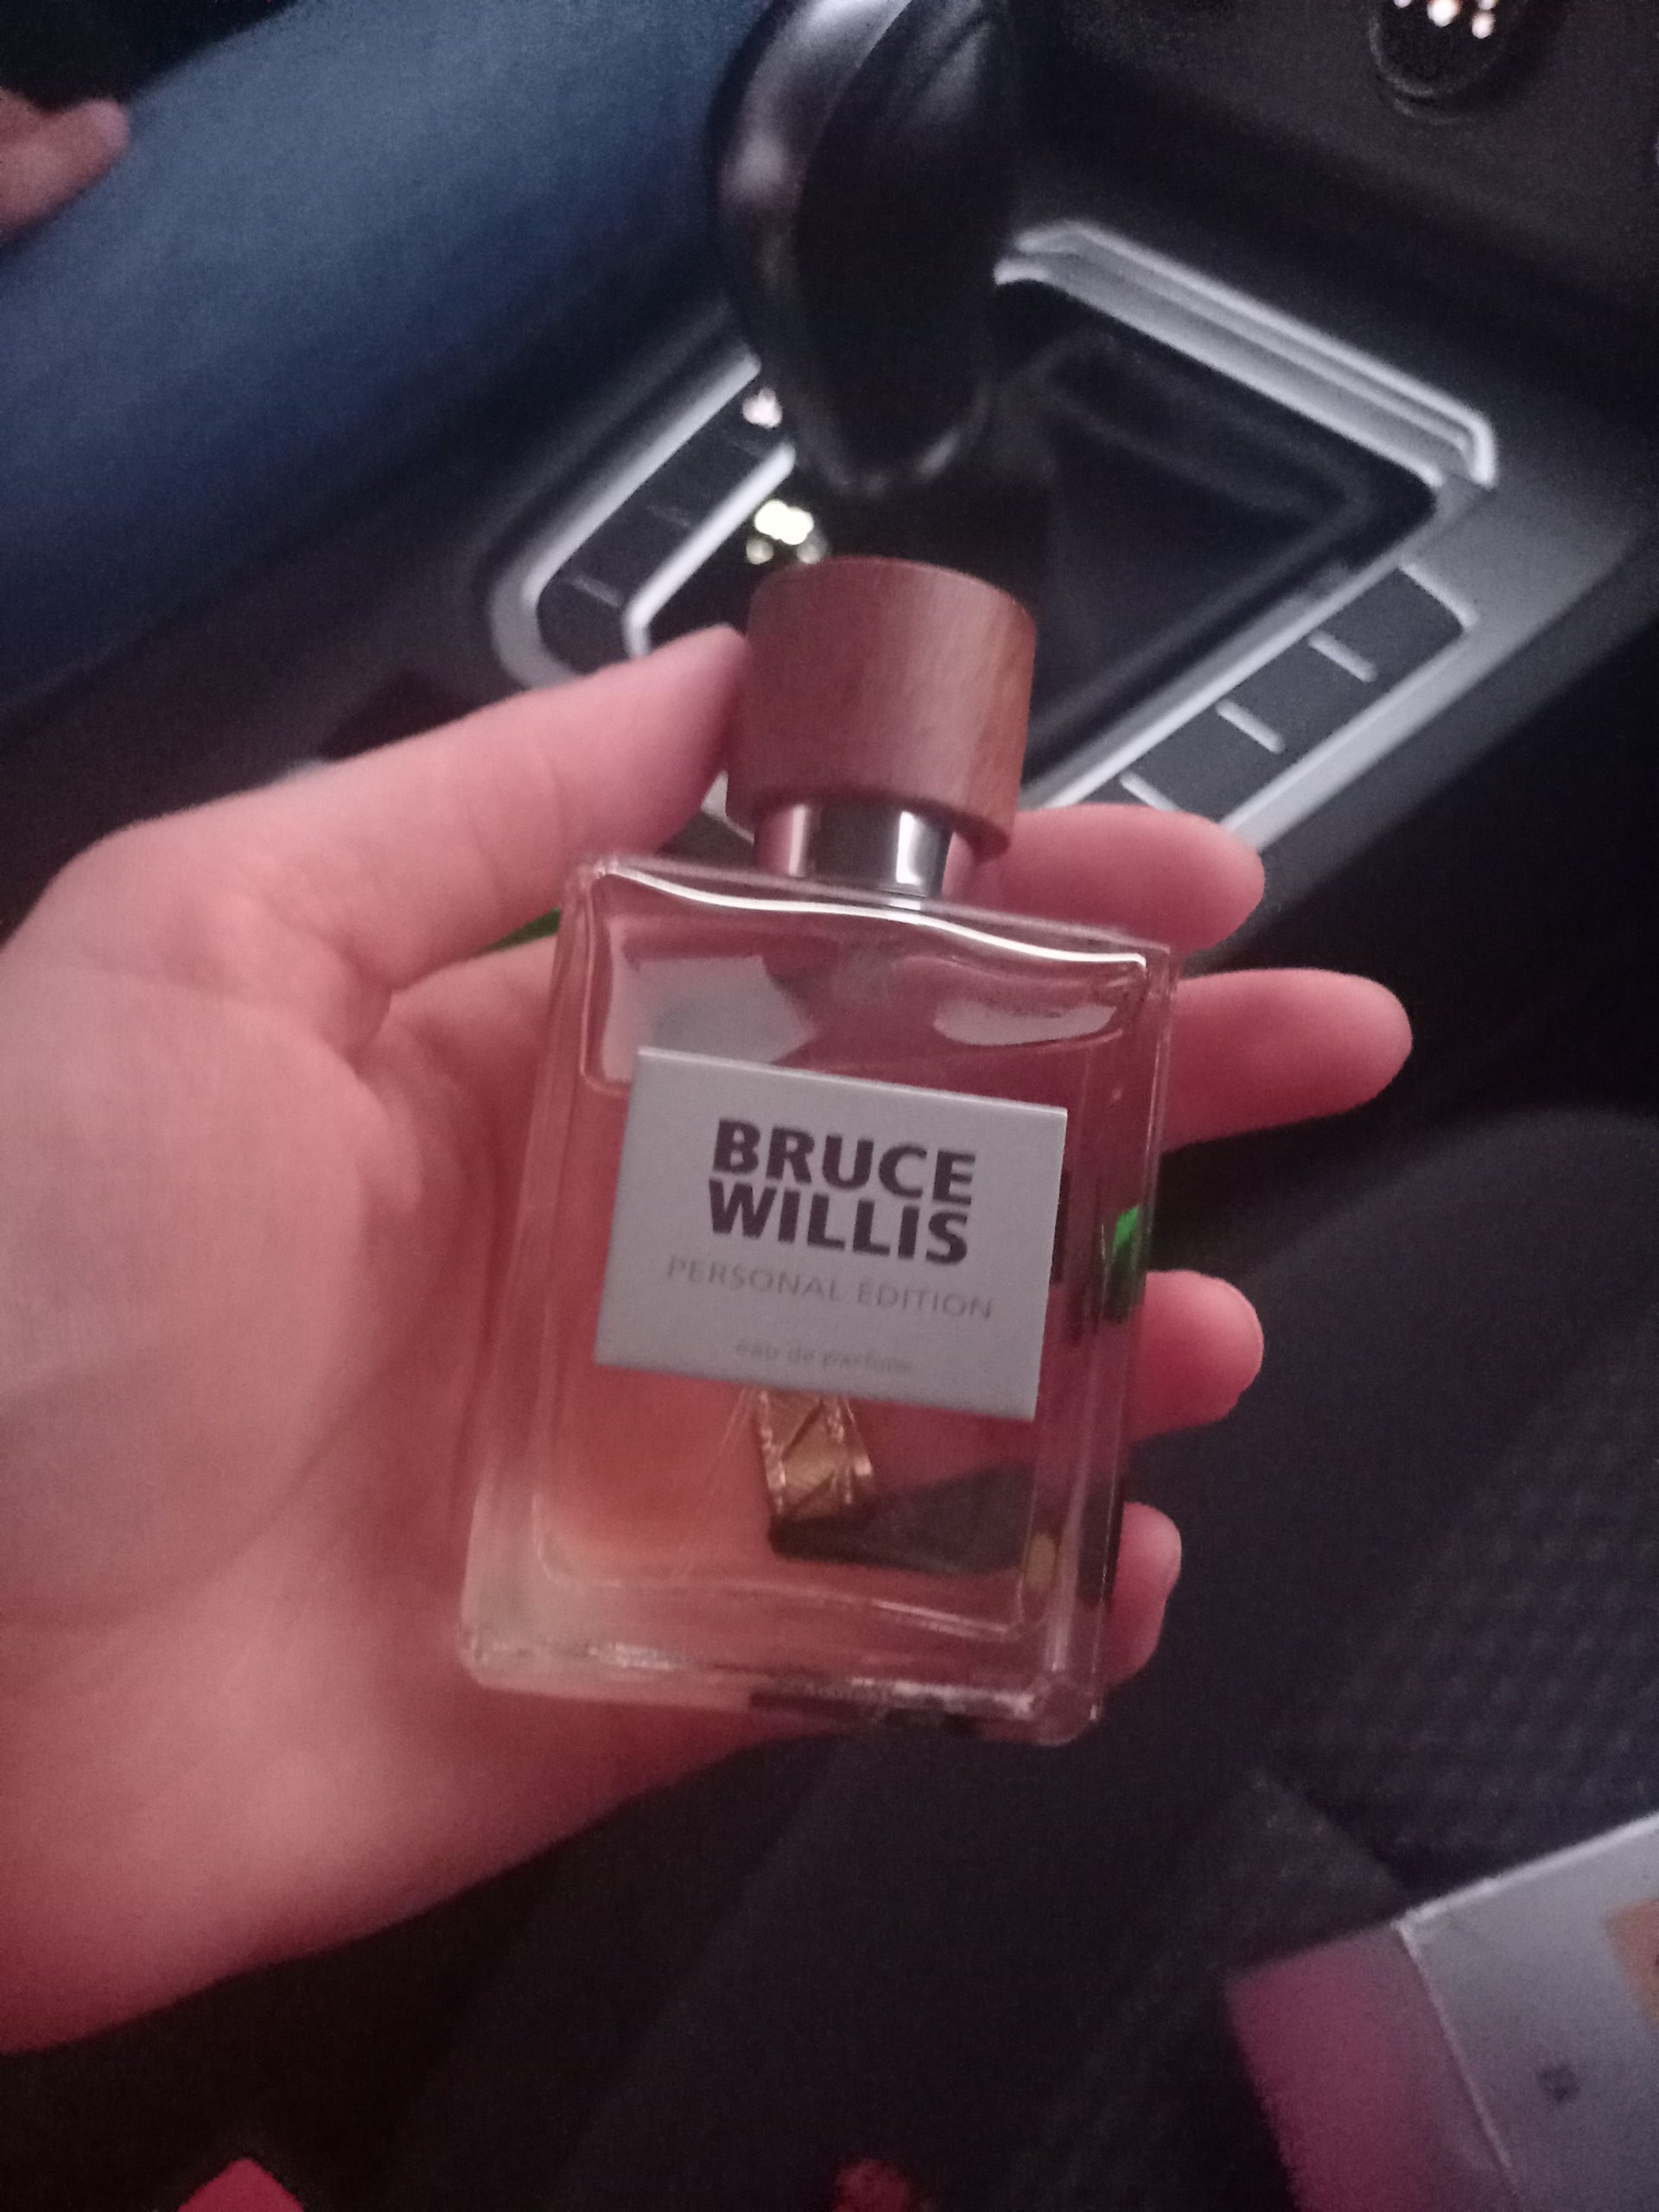 BRUCE
WILLIS
PERSONAL EDITION
eau de parfum